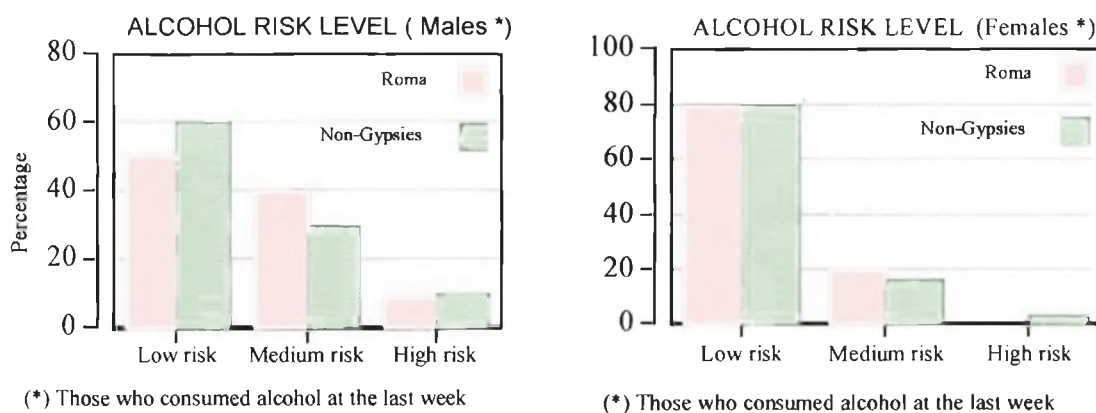 ALCOHOL RISK LEVEL ( Males *)
80
60
40
20
0
Percentage
Roma
Non-Gypsies
Low risk
Medium risk
High risk
(*) Those who consumed alcohol at the last week
ALCOHOL RISK LEVEL (Females *)
100
80
60
40
20
0
Roma
Non-Gypsies
Low risk
Medium risk
High risk
(*) Those who consumed alcohol at the last week